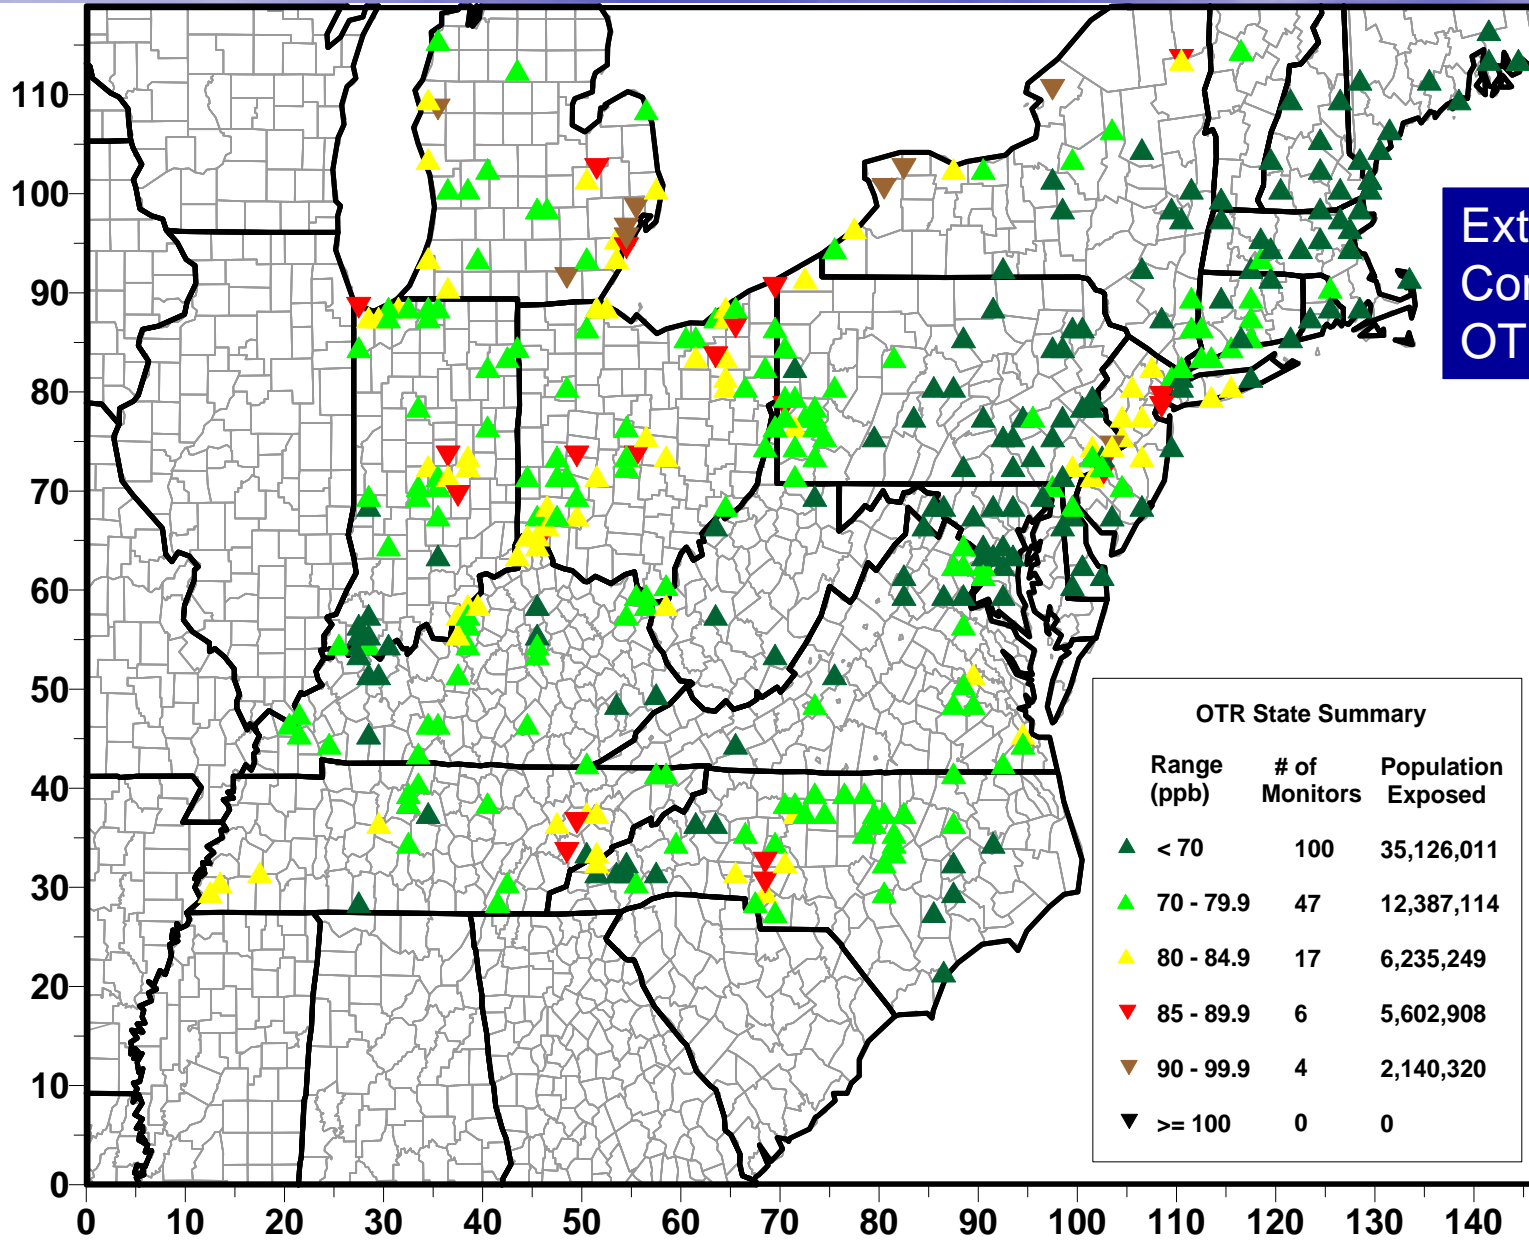 110
100
90
80
70
60
50
40
30
20
10
0
0 10 20 30 40 50 60 70 80 90 100 110 120 130 140
Ext
Con
OT
OTR State Summary
Range (ppb) # of Monitors Population Exposed
< 70 100 35,126,011
70 - 79.9 47 12,387,114
80 - 84.9 17 6,235,249
85 - 89.9 6 5,602,908
90 - 99.9 4 2,140,320
>= 100 0 0